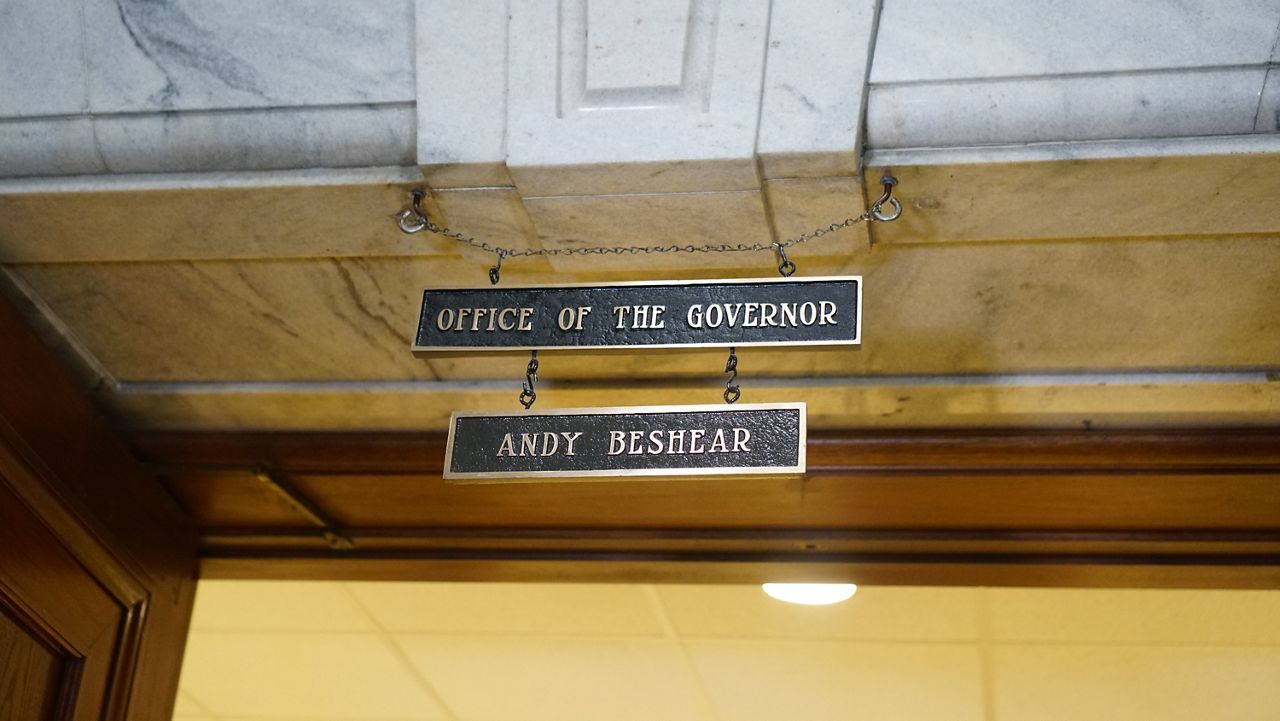 OFFICE OF THE GOVERNOR
ANDY BESHEAR